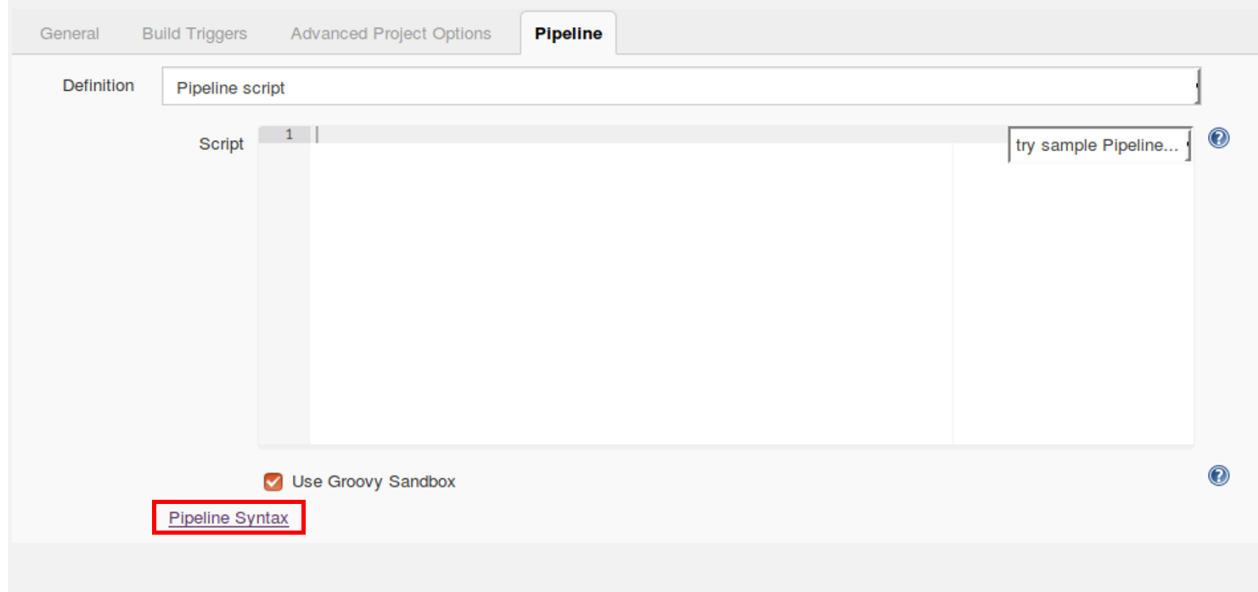 General Build Triggers Advanced Project Options Pipeline
Definition Pipeline script
Script 1 try sample Pipeline... ?
Use Groovy Sandbox ?
Pipeline Syntax